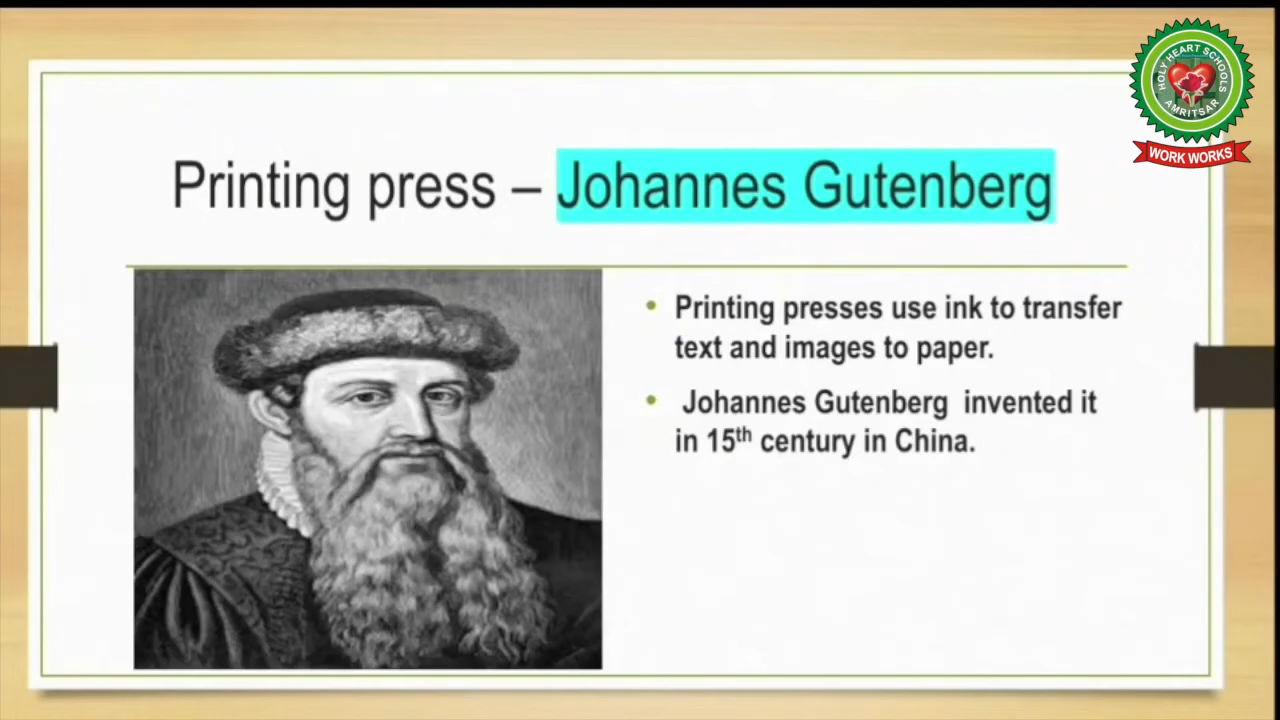 HOLY HEART SCHOOLS
AMRITSAR
WORK WORKS
Printing press – Johannes Gutenberg
• Printing presses use ink to transfer
text and images to paper.
• Johannes Gutenberg invented it
in 15th century in China.